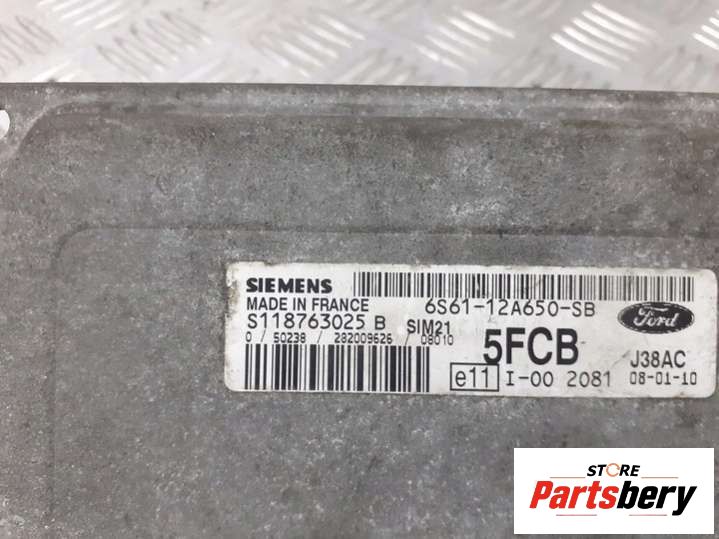 SIEMENS
MADE IN FRANCE
6S61-12A650-SB
S118763025 B
SIM21
Ford
0 / 50238 / 282009626 / 08010
5FCB
J38AC
e11 I-00 2081 08-01-10
STORE
Partsbery